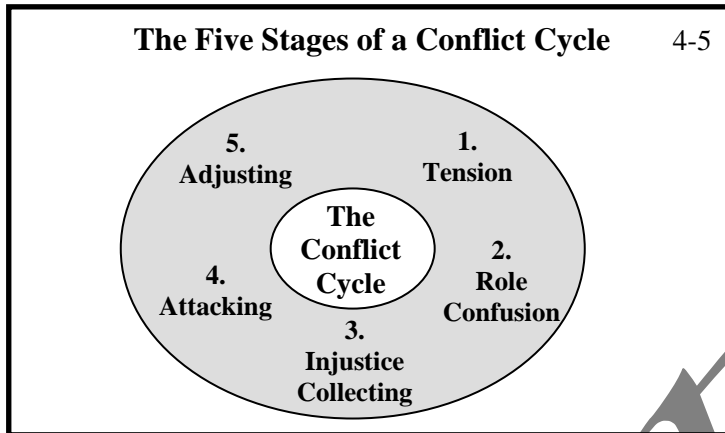 The Five Stages of a Conflict Cycle
4-5
1.
Tension
2.
Role
Confusion
3.
Injustice
Collecting
4.
Attacking
5.
Adjusting
The
Conflict
Cycle